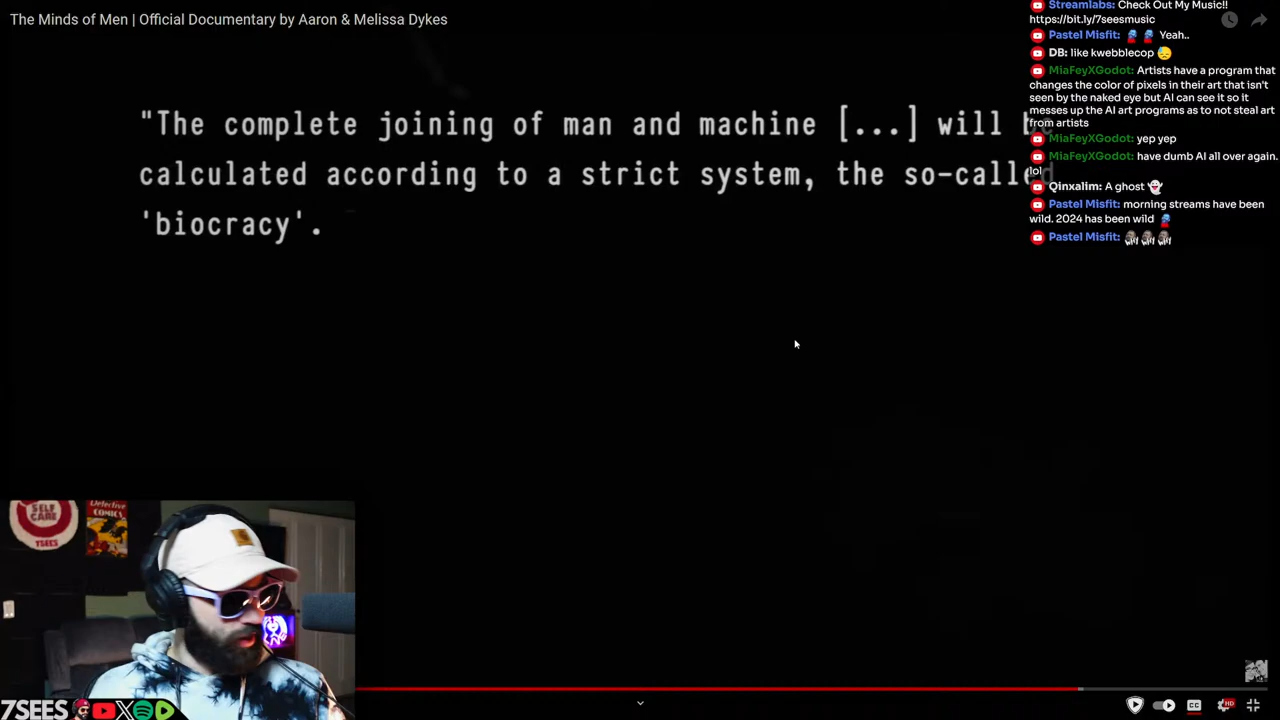 The Minds of Men | Official Documentary by Aaron & Melissa Dykes
"The complete joining of man and machine [...] will be
calculated according to a strict system, the so-called
'biocracy'.
Streamlabs: Check Out My Music!!
https://bit.ly/7seesmusic
Pastel Misfit: Yeah..
DB: like kwebblecop
MiaFeyXGodot: Artists have a program that
changes the color of pixels in their art that isn't
seen by the naked eye but AI can see it so it
messes up the AI art programs as to not steal art
from artists
MiaFeyXGodot: yep yep
MiaFeyXGodot: have dumb AI all over again.
lol
Qinxalim: A ghost
Pastel Misfit: morning streams have been
wild. 2024 has been wild
Pastel Misfit:
SELF
CARE
7SEES
Detective
COMICS
7SEES
CC
HD